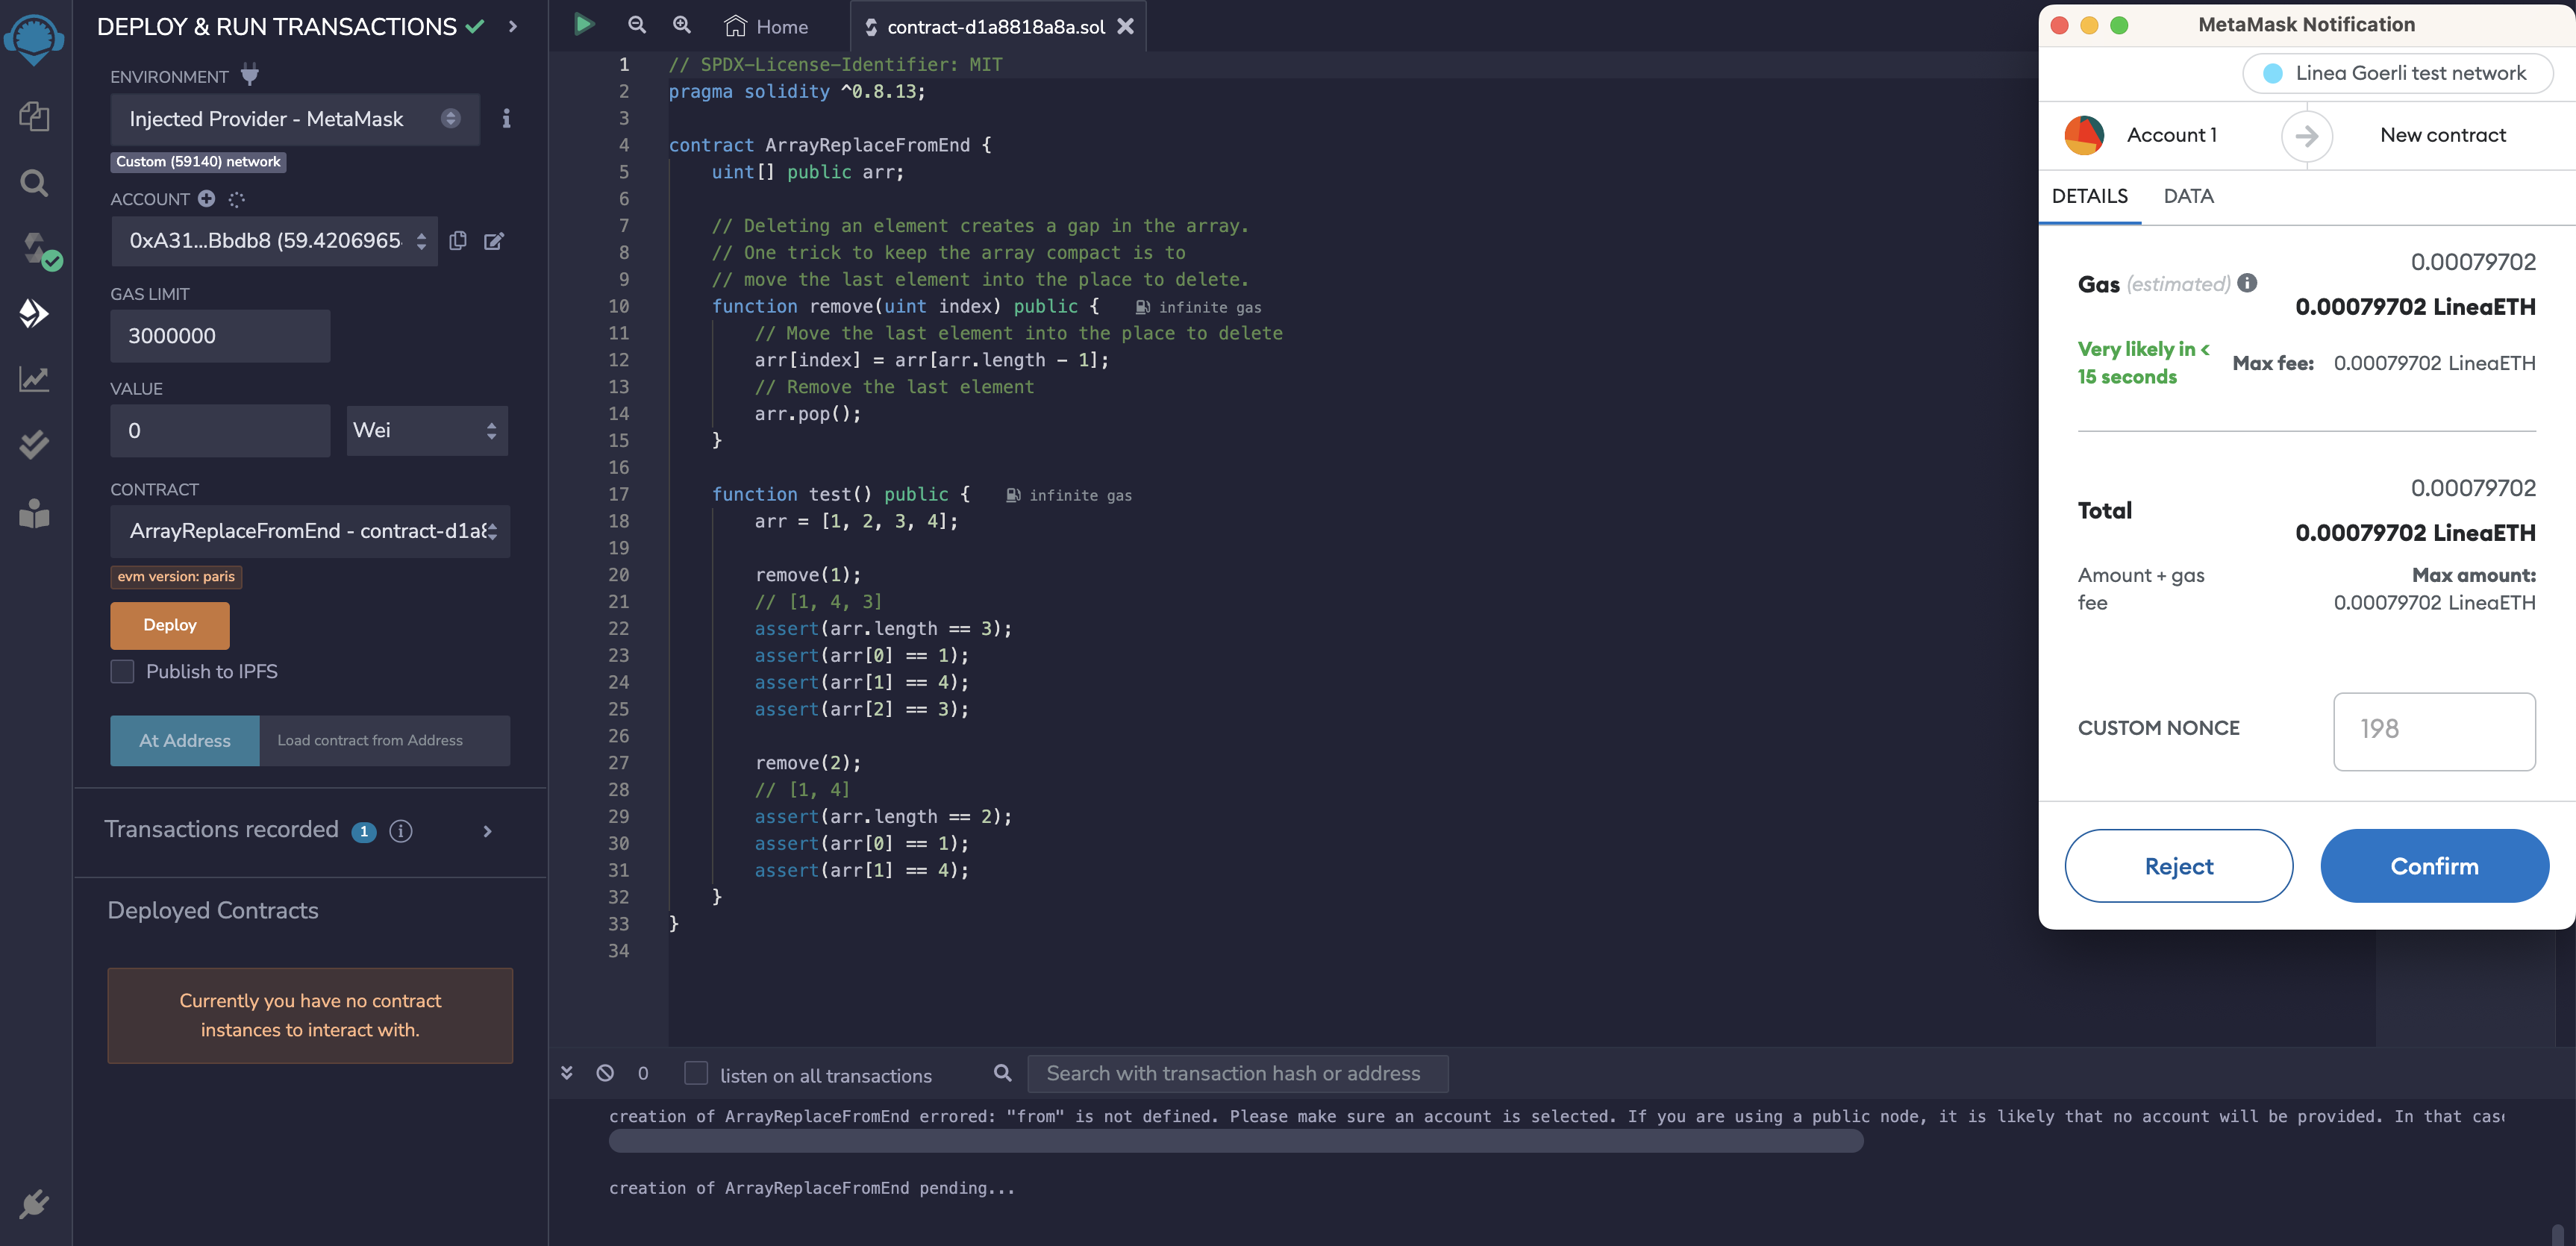 DEPLOY & RUN TRANSACTIONS
ENVIRONMENT
Injected Provider - MetaMask
Custom (59140) network
ACCOUNT
0xA31...Bbdb8 (59.4206965
GAS LIMIT
3000000
VALUE
0
Wei
CONTRACT
ArrayReplaceFromEnd - contract-d1a8
evm version: paris
Deploy
Publish to IPFS
At Address
Load contract from Address
Transactions recorded 1 i
Deployed Contracts
Currently you have no contract
instances to interact with.
Home
contract-d1a8818a8a.sol
1 // SPDX-License-Identifier: MIT
2 pragma solidity ^0.8.13;
3
4 contract ArrayReplaceFromEnd {
5 uint[] public arr;
6
7 // Deleting an element creates a gap in the array.
8 // One trick to keep the array compact is to
9 // move the last element into the place to delete.
10 function remove(uint index) public { infinite gas
11 // Move the last element into the place to delete
12 arr[index] = arr[arr.length - 1];
13 // Remove the last element
14 arr.pop();
15 }
16
17 function test() public { infinite gas
18 arr = [1, 2, 3, 4];
19
20 remove(1);
21 // [1, 4, 3]
22 assert(arr.length == 3);
23 assert(arr[0] == 1);
24 assert(arr[1] == 4);
25 assert(arr[2] == 3);
26
27 remove(2);
28 // [1, 4]
29 assert(arr.length == 2);
30 assert(arr[0] == 1);
31 assert(arr[1] == 4);
32 }
33 }
34
0
listen on all transactions
Search with transaction hash or address
creation of ArrayReplaceFromEnd errored: "from" is not defined. Please make sure an account is selected. If you are using a public node, it is likely that no account will be provided. In that case
creation of ArrayReplaceFromEnd pending...
MetaMask Notification
Linea Goerli test network
Account 1
New contract
DETAILS
DATA
0.00079702
Gas (estimated) i
0.00079702 LineaETH
Very likely in <
15 seconds
Max fee: 0.00079702 LineaETH
0.00079702
Total
0.00079702 LineaETH
Amount + gas
fee
Max amount:
0.00079702 LineaETH
CUSTOM NONCE
198
Reject
Confirm